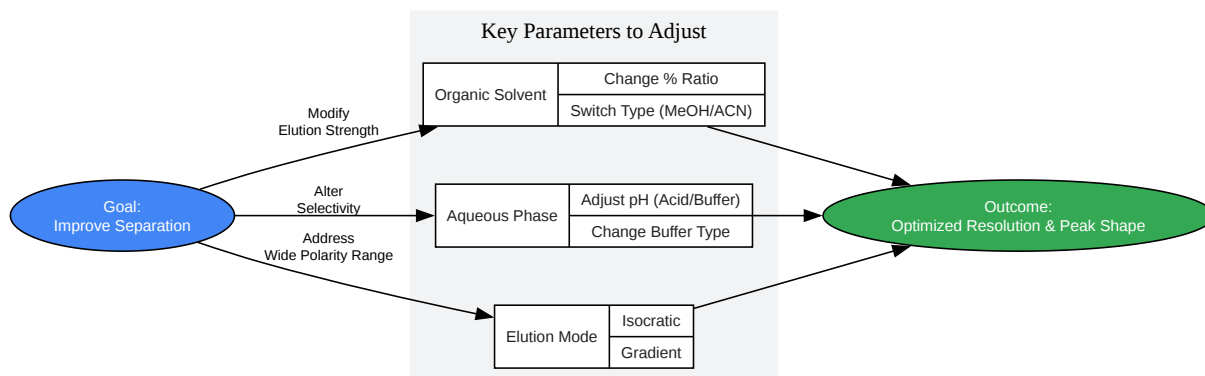 Key Parameters to Adjust
Organic Solvent
Change % Ratio
Switch Type (MeOH/ACN)
Modify
Elution Strength
Goal:
Improve Separation
Alter
Selectivity
Aqueous Phase
Adjust pH (Acid/Buffer)
Change Buffer Type
Outcome:
Optimized Resolution & Peak Shape
Address
Wide Polarity Range
Elution Mode
Isocratic
Gradient